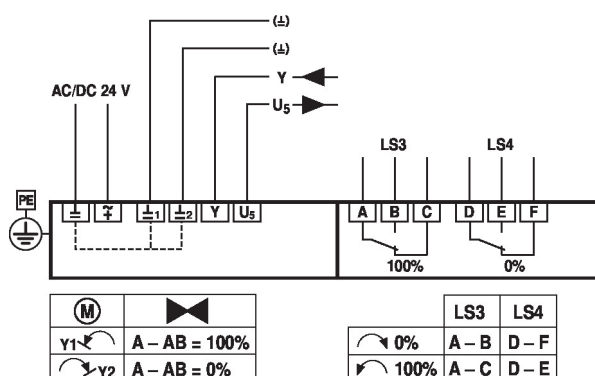 (⊥)
(⊥)
Y
AC/DC 24 V
U5
LS3 LS4
PE
⊥ ≂ ⊥1 ⊥2 Y U5 A B C D E F
100% 0%
M
LS3 LS4
Y1 A – AB = 100%
0% A – B D – F
Y2 A – AB = 0%
100% A – C D – E